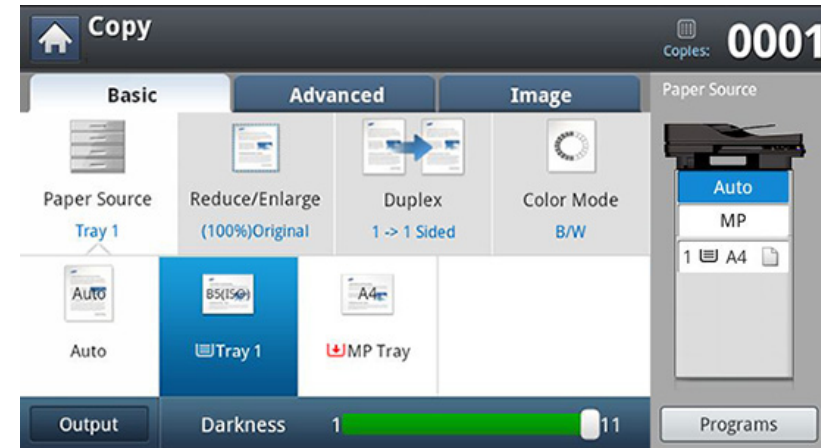 Copy
Copies: 0001
Basic Advanced Image
Paper Source
Paper Source Reduce/Enlarge Duplex Color Mode
Tray 1 (100%)Original 1 -> 1 Sided B/W
Auto
MP
1 A4
Auto B5(ISO) A4
Auto Tray 1 MP Tray
Output Darkness 1 11 Programs